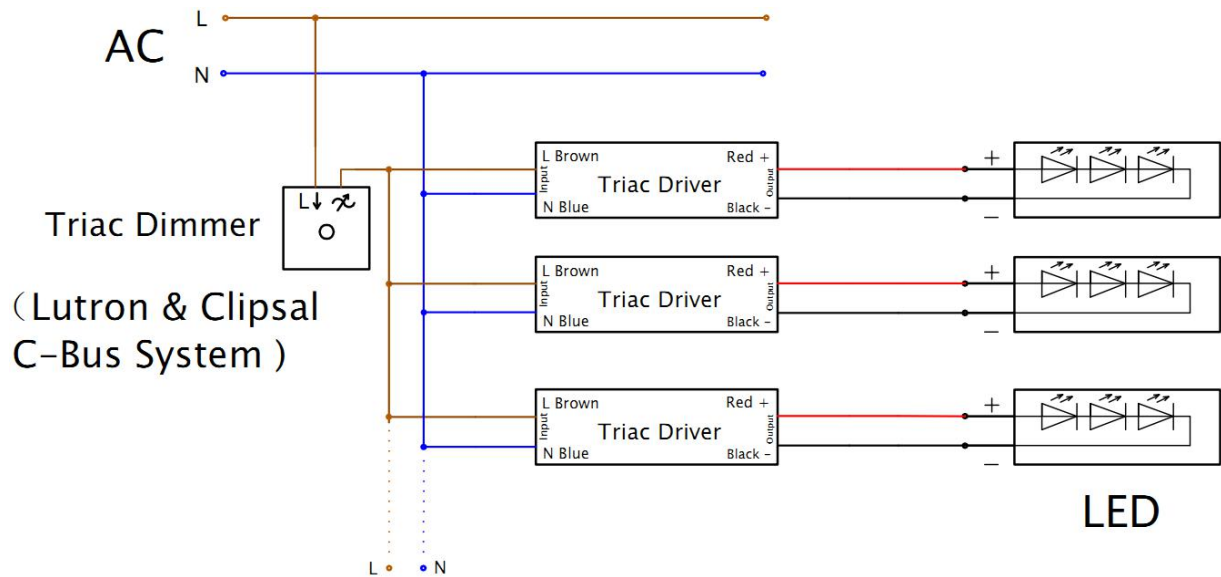 L
AC
N
L Brown
Red +
Input
Triac Driver
Output
N Blue
Black -
+
−
L
Triac Dimmer
(Lutron & Clipsal
C-Bus System )
L Brown
Red +
Input
Triac Driver
Output
N Blue
Black -
+
−
L Brown
Red +
Input
Triac Driver
Output
N Blue
Black -
+
−
LED
L
N